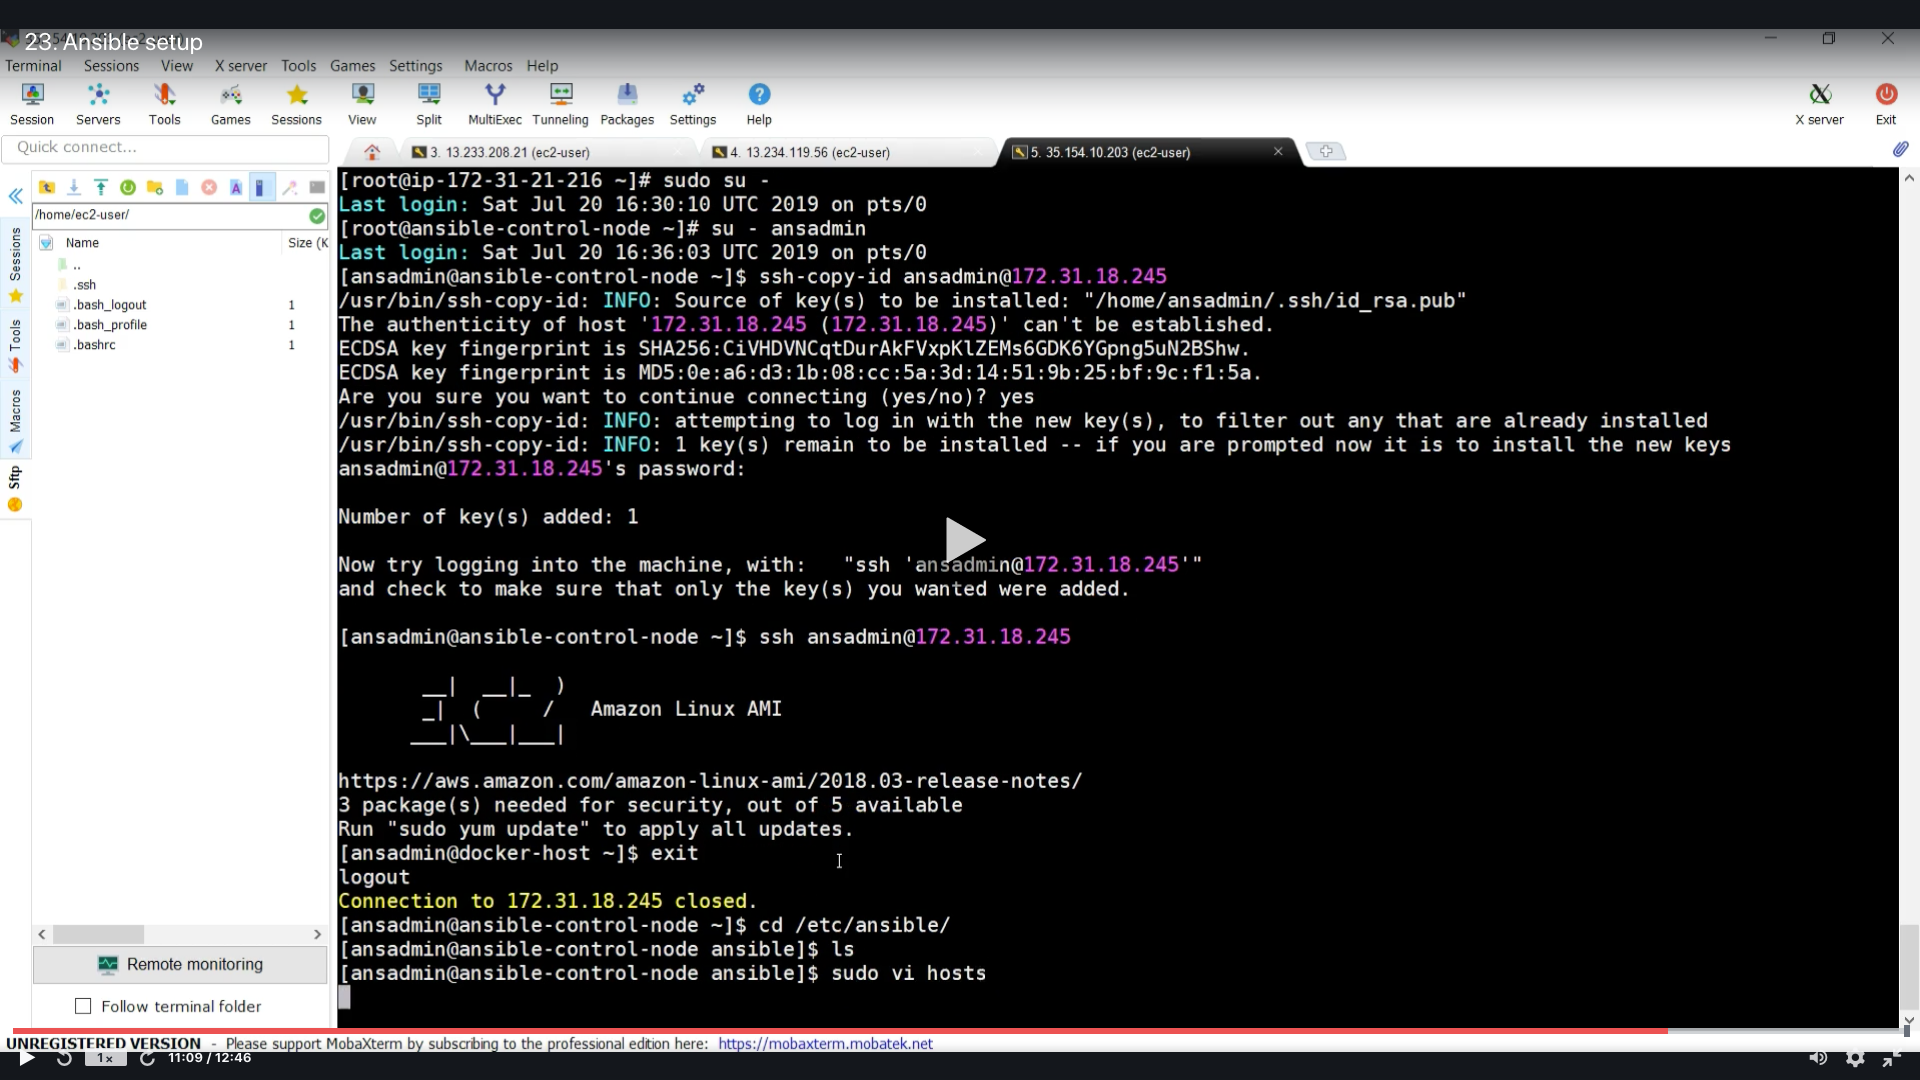 23. Ansible setup
Terminal Sessions View X server Tools Games Settings Macros Help
Session Servers Tools Games Sessions View Split MultiExec Tunneling Packages Settings Help X server Exit
Quick connect...
3. 13.233.208.21 (ec2-user)
4. 13.234.119.56 (ec2-user)
5. 35.154.10.203 (ec2-user)
/home/ec2-user/
Name Size (K
..
.ssh
.bash_logout 1
.bash_profile 1
.bashrc 1
Sessions
Tools
Macros
Sftp
Remote monitoring
Follow terminal folder
[root@ip-172-31-21-216 ~]# sudo su -
Last login: Sat Jul 20 16:30:10 UTC 2019 on pts/0
[root@ansible-control-node ~]# su - ansadmin
Last login: Sat Jul 20 16:36:03 UTC 2019 on pts/0
[ansadmin@ansible-control-node ~]$ ssh-copy-id ansadmin@172.31.18.245
/usr/bin/ssh-copy-id: INFO: Source of key(s) to be installed: "/home/ansadmin/.ssh/id_rsa.pub"
The authenticity of host '172.31.18.245 (172.31.18.245)' can't be established.
ECDSA key fingerprint is SHA256:CiVHDVNCqtDurAkFVxpKlZEMs6GDK6YGpng5uN2BShw.
ECDSA key fingerprint is MD5:0e:a6:d3:1b:08:cc:5a:3d:14:51:9b:25:bf:9c:f1:5a.
Are you sure you want to continue connecting (yes/no)? yes
/usr/bin/ssh-copy-id: INFO: attempting to log in with the new key(s), to filter out any that are already installed
/usr/bin/ssh-copy-id: INFO: 1 key(s) remain to be installed -- if you are prompted now it is to install the new keys
ansadmin@172.31.18.245's password:
Number of key(s) added: 1
Now try logging into the machine, with:   "ssh 'ansadmin@172.31.18.245'"
and check to make sure that only the key(s) you wanted were added.
[ansadmin@ansible-control-node ~]$ ssh ansadmin@172.31.18.245
       __|  __|_  )
       _|  (     /   Amazon Linux AMI
      ___|\___|___|
https://aws.amazon.com/amazon-linux-ami/2018.03-release-notes/
3 package(s) needed for security, out of 5 available
Run "sudo yum update" to apply all updates.
[ansadmin@docker-host ~]$ exit
logout
Connection to 172.31.18.245 closed.
[ansadmin@ansible-control-node ~]$ cd /etc/ansible/
[ansadmin@ansible-control-node ansible]$ ls
[ansadmin@ansible-control-node ansible]$ sudo vi hosts
UNREGISTERED VERSION - Please support MobaXterm by subscribing to the professional edition here: https://mobaxterm.mobatek.net
1x 11:09 / 12:46